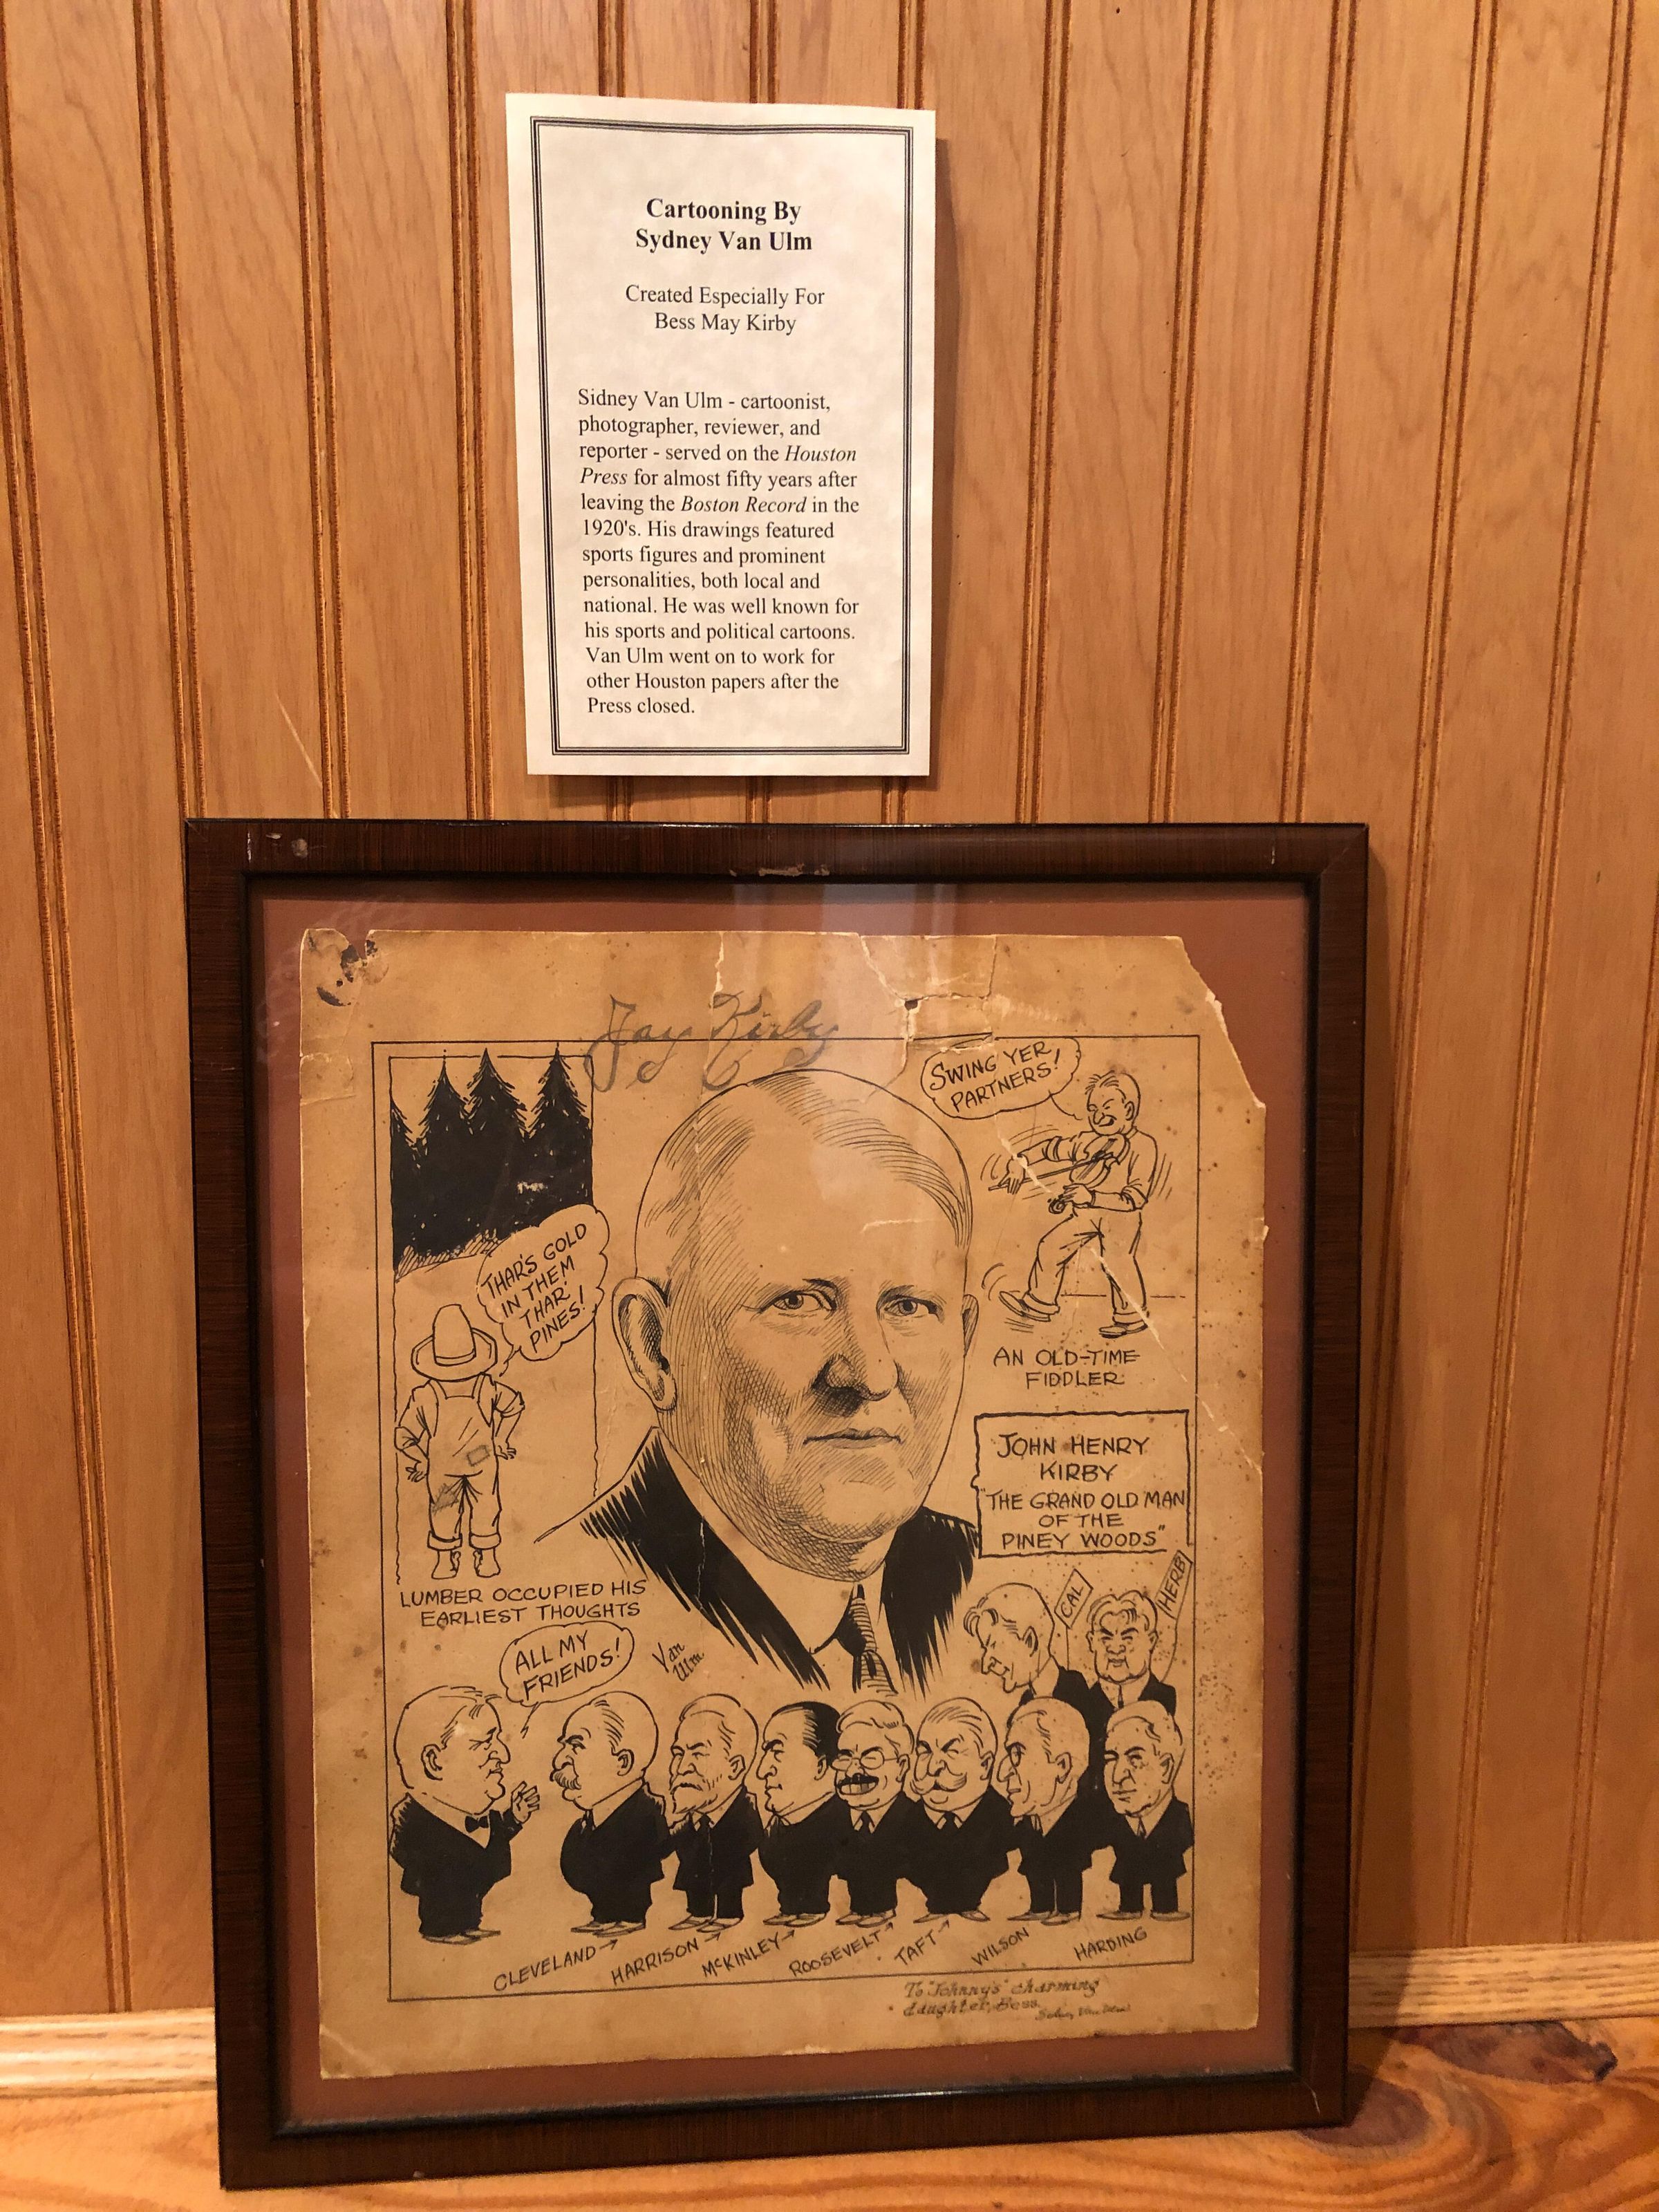 Cartooning By
Sydney Van Ulm
Created Especially For
Bess May Kirby
Sidney Van Ulm - cartoonist,
photographer, reviewer, and
reporter - served on the Houston
Press for almost fifty years after
leaving the Boston Record in the
1920's. His drawings featured
sports figures and prominent
personalities, both local and
national. He was well known for
his sports and political cartoons.
Van Ulm went on to work for
other Houston papers after the
Press closed.
Jay Kirby
SWING YER
PARTNERS!
THAR'S GOLD
IN THEM
THAR'
PINES!
AN OLD-TIME
FIDDLER
JOHN HENRY
KIRBY
"THE GRAND OLD MAN
OF THE
PINEY WOODS"
LUMBER OCCUPIED HIS
EARLIEST THOUGHTS
CAL
HERB
ALL MY
FRIENDS!
Van
Ulm
CLEVELAND
HARRISON
McKINLEY
ROOSEVELT
TAFT
WILSON
HARDING
To "Johnny's" charming
daughter, Bess